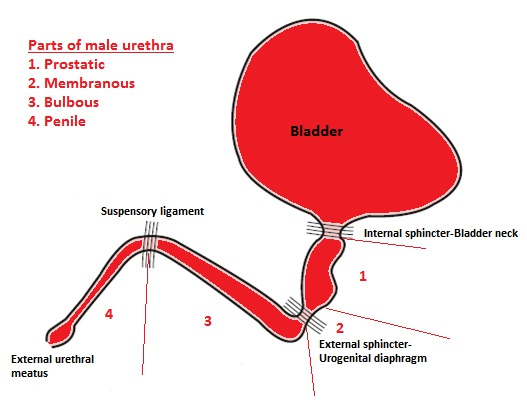 Parts of male urethra
1. Prostatic
2. Membranous
3. Bulbous
4. Penile
Bladder
Suspensory ligament
Internal sphincter-Bladder neck
1
4
3
2
External sphincter-
Urogenital diaphragm
External urethral
meatus